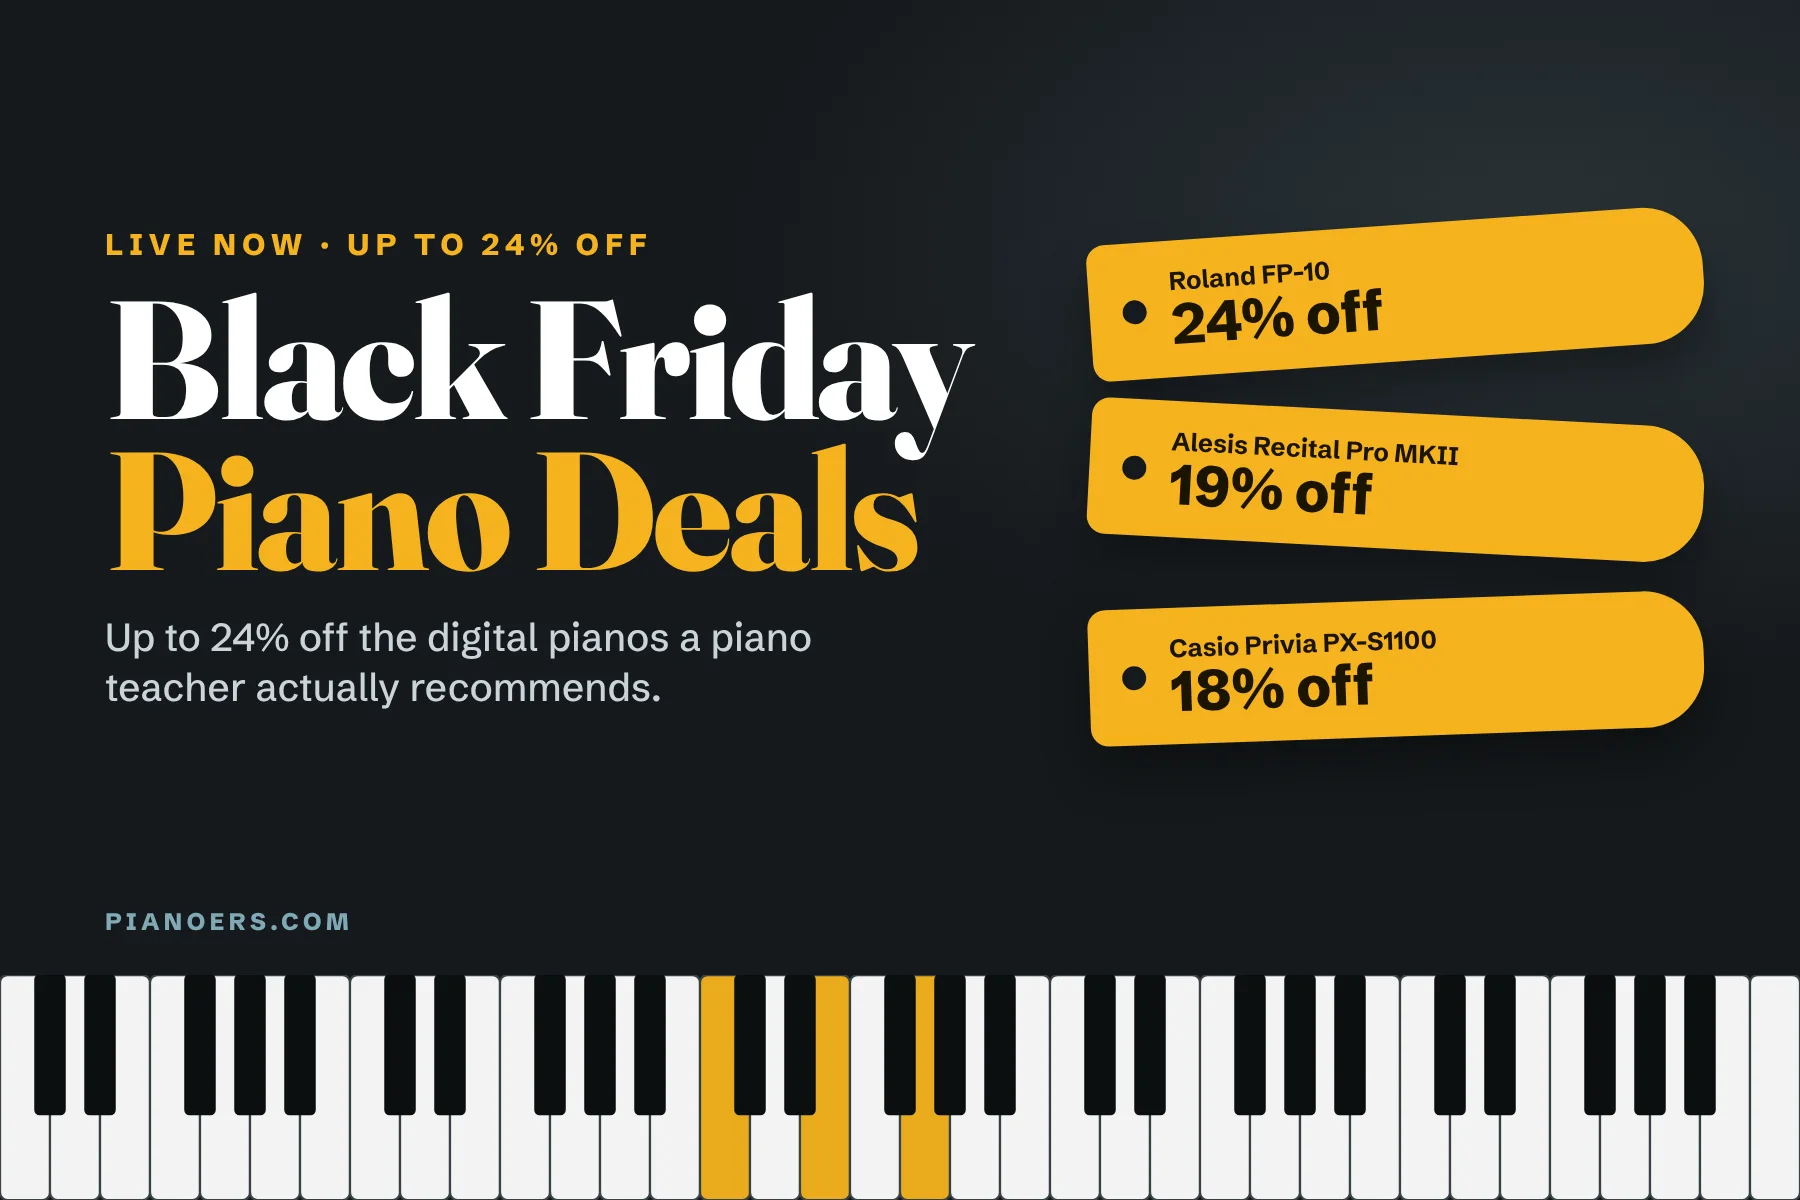 LIVE NOW · UP TO 24% OFF
Black Friday
Piano Deals
Up to 24% off the digital pianos a piano
teacher actually recommends.
Roland FP-10
24% off
Alesis Recital Pro MKII
19% off
Casio Privia PX-S1100
18% off
PIANOERS.COM